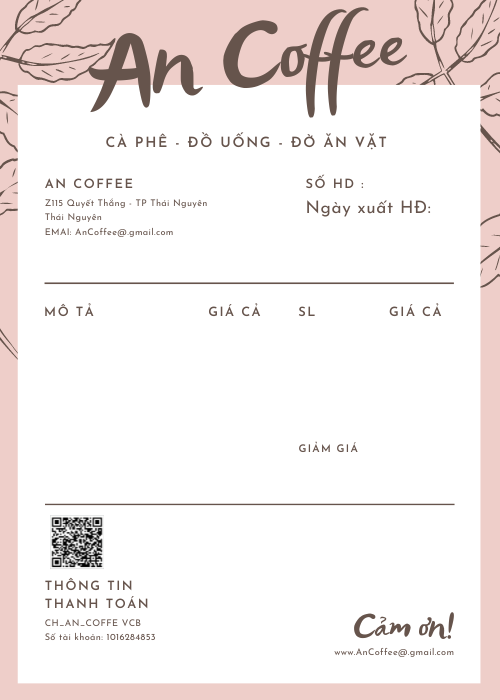 An Coffee
CÀ PHÊ - ĐỒ UỐNG - ĐỜ ĂN VẶT
AN COFFEE
Z115 Quyết Thắng - TP Thái Nguyên
Thái Nguyên
EMAI: AnCoffee@.gmail.com
SỐ HD :
Ngày xuất HĐ:
MÔ TẢ GIÁ CẢ SL GIÁ CẢ
GIẢM GIÁ
THÔNG TIN
THANH TOÁN
CH_AN_COFFE VCB
Số tài khoản: 1016284853
Cảm ơn!
www.AnCoffee@.gmail.com